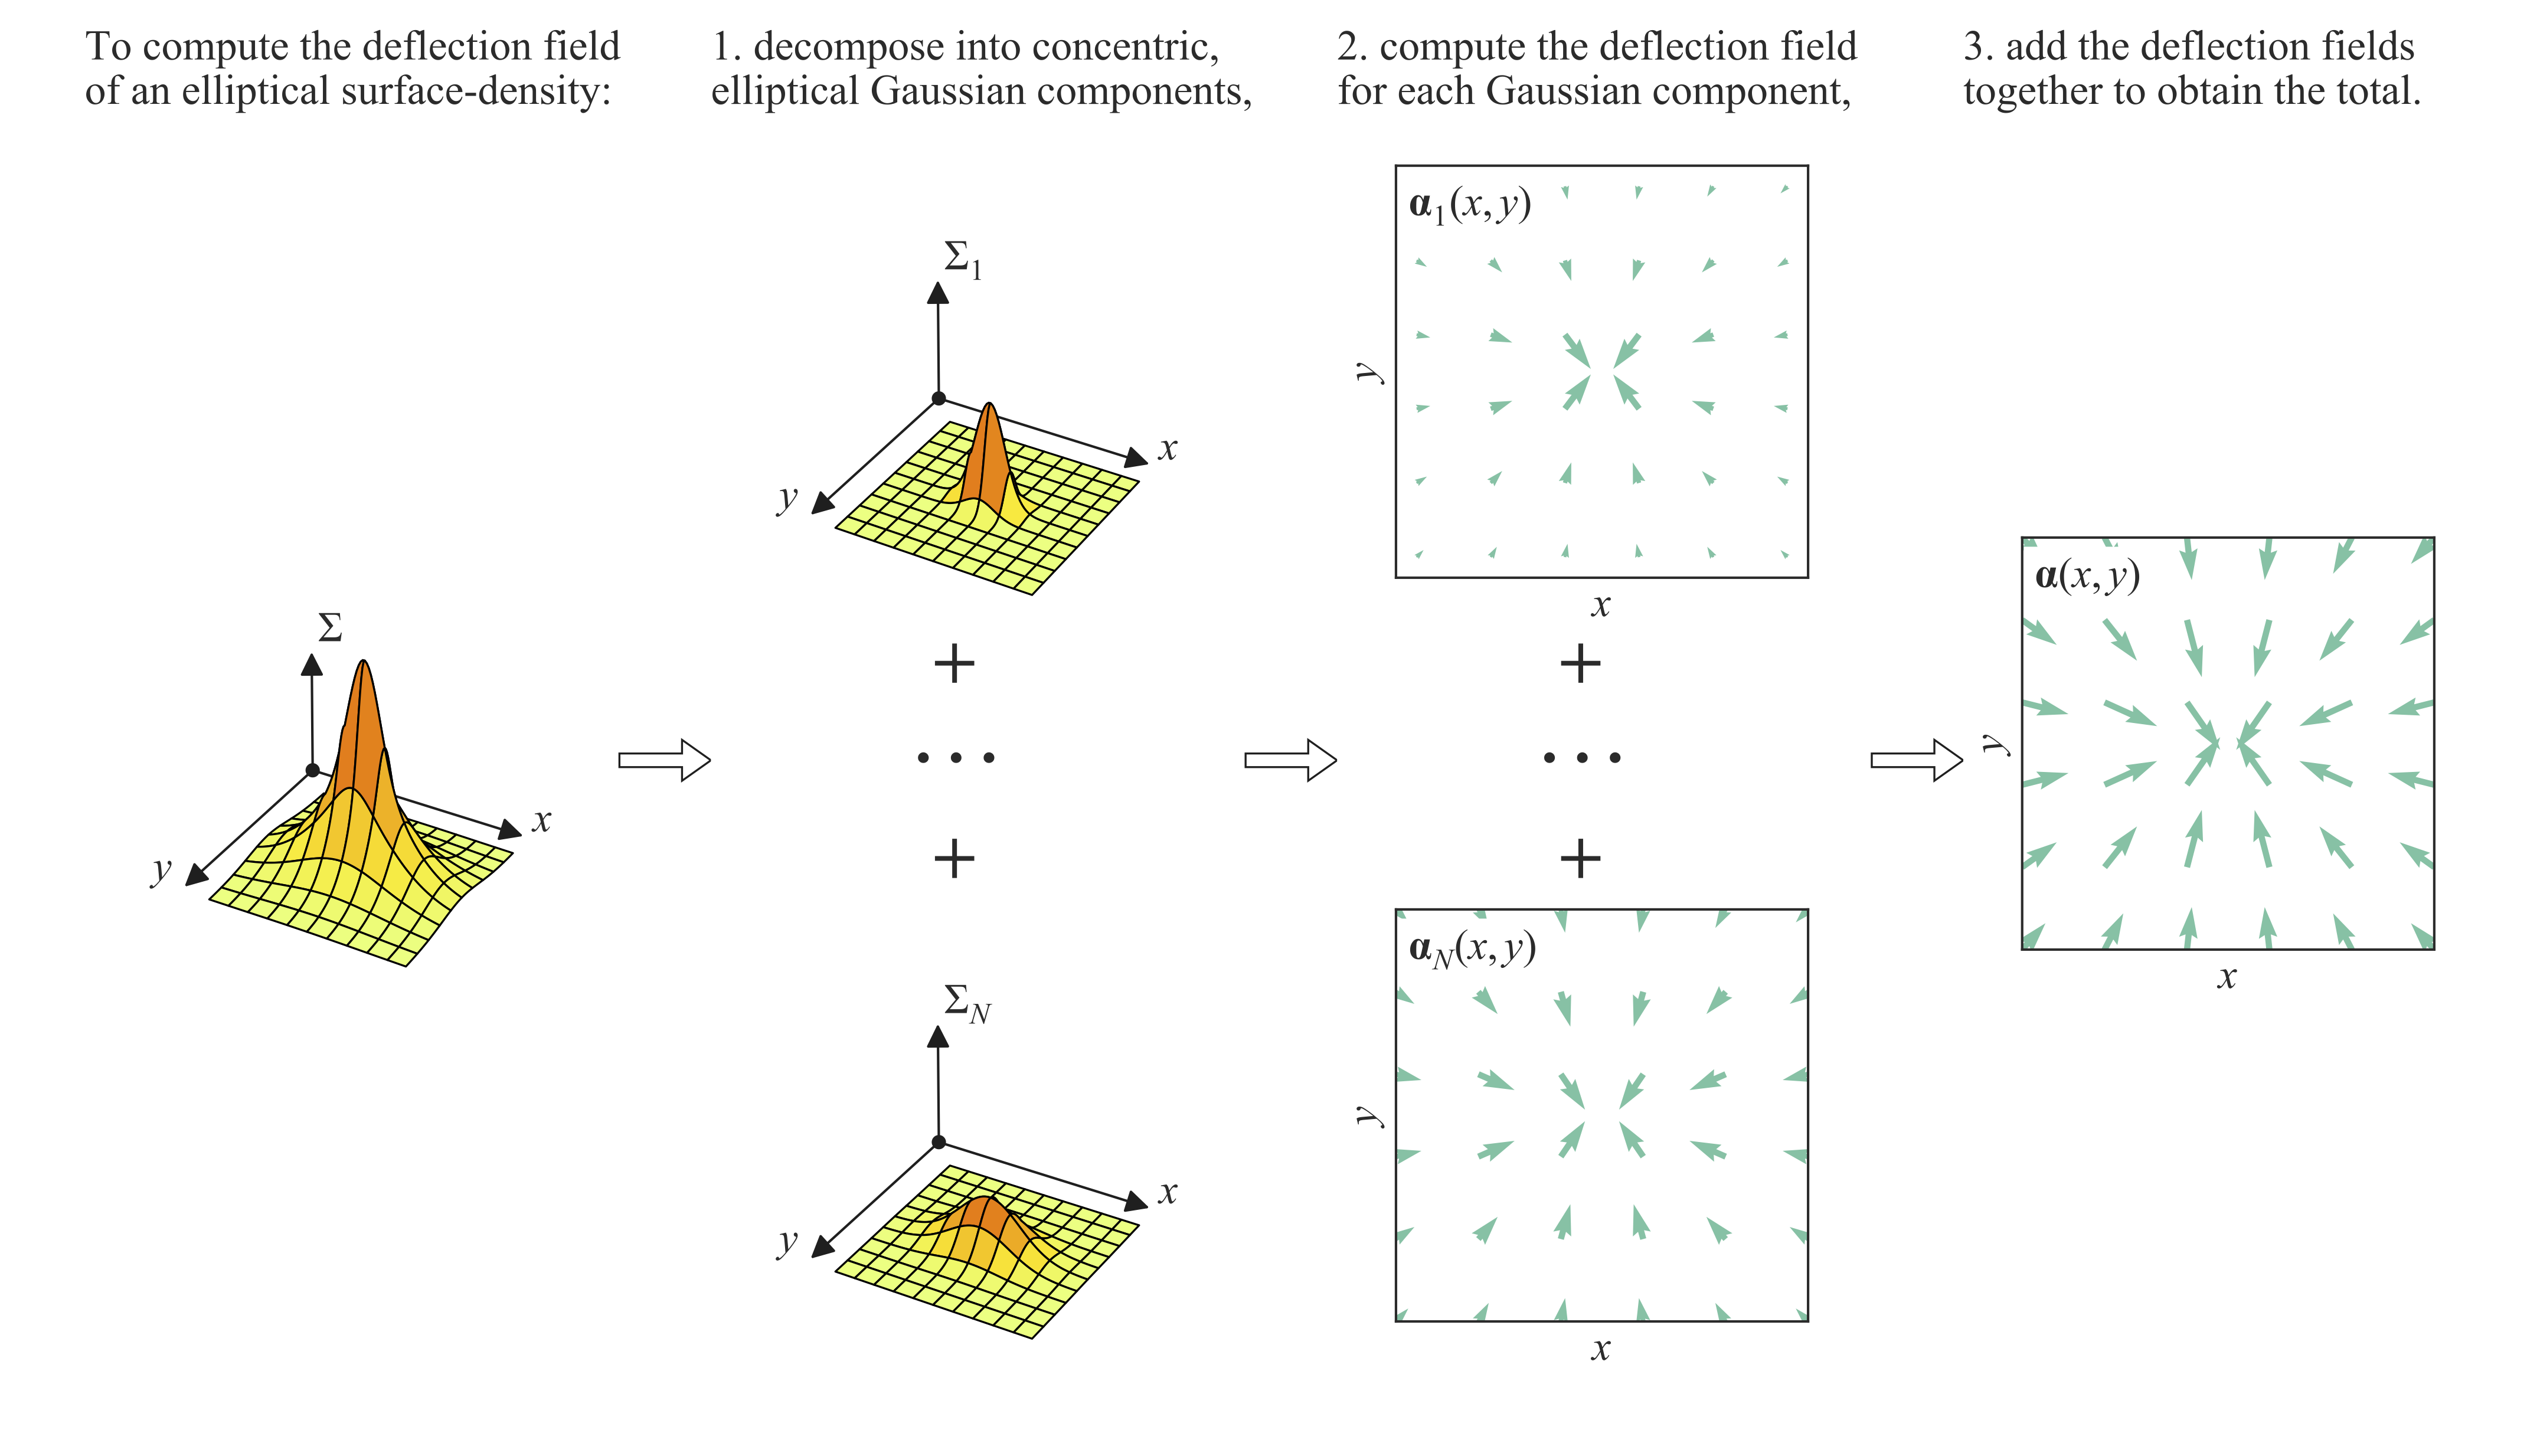 To compute the deflection field
of an elliptical surface-density:
1. decompose into concentric,
elliptical Gaussian components,
2. compute the deflection field
for each Gaussian component,
3. add the deflection fields
together to obtain the total.
Σ
x
y
Σ₁
x
y
+
...
+
Σ_N
x
y
α₁(x, y)
y
x
+
...
+
α_N(x, y)
y
x
α(x, y)
y
x